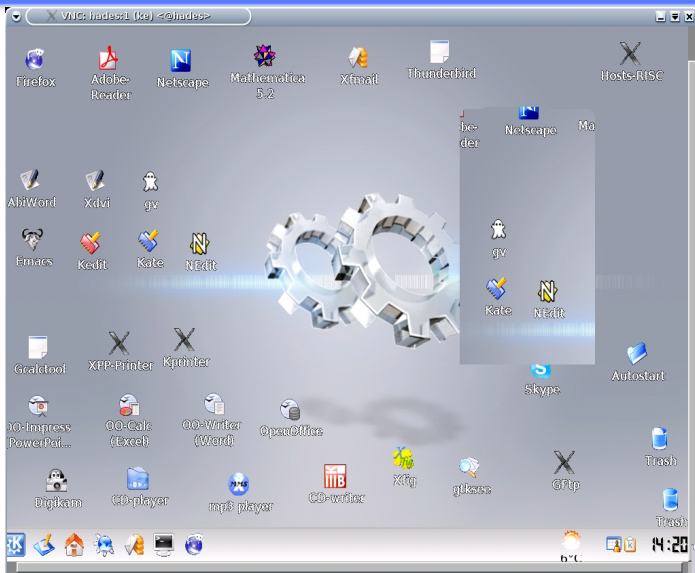 VNC: hades:1 (ke) <@hades>
Firefox
Adobe-
Reader
Netscape
Mathematica
5.2
Xfmail
Thunderbird
Hosts-RISC
be-
der
Netscape
Ma
AbiWord
Xdvi
gv
gv
Emacs
Kedit
Kate
NEdit
Kate
NEdit
Gcalctool
XPP-Printer
Kprinter
Skype
Autostart
OO-Impress
(PowerPoi...
OO-Calc
(Excel)
OO-Writer
(Word)
OpenOffice
Digikam
CD-player
mp3 player
CD-writer
Xfig
gtksee
GFtp
Trash
Trash
6°C
14:20